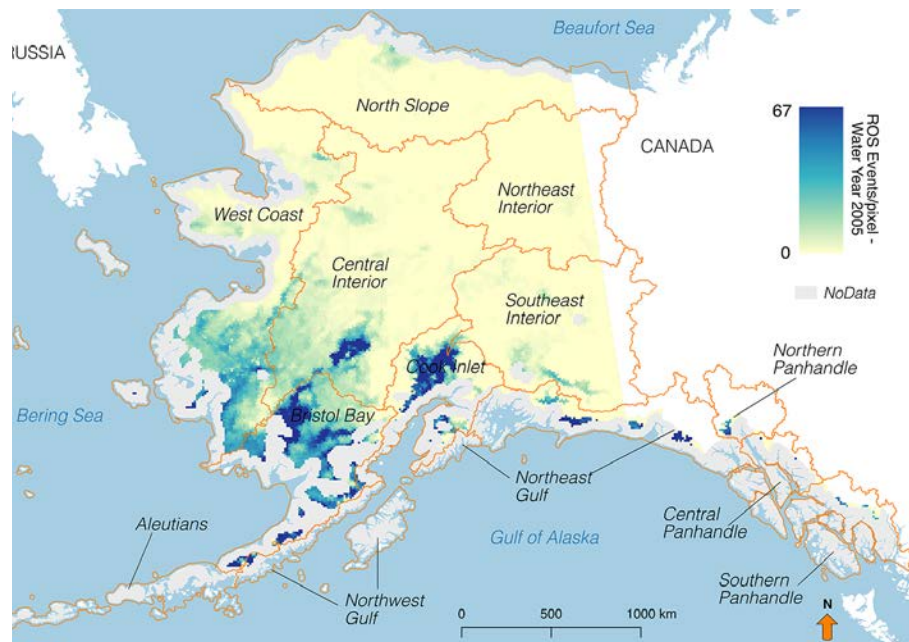 Beaufort Sea
RUSSIA
North Slope
CANADA
67
0
ROS Events/pixel -
Water Year 2005
NoData
Northeast
Interior
West Coast
Central
Interior
Southeast
Interior
Northern
Panhandle
Cook Inlet
Bering Sea
Bristol Bay
Northeast
Gulf
Aleutians
Gulf of Alaska
Central
Panhandle
Northwest
Gulf
Southern
Panhandle
0 500 1000 km
N